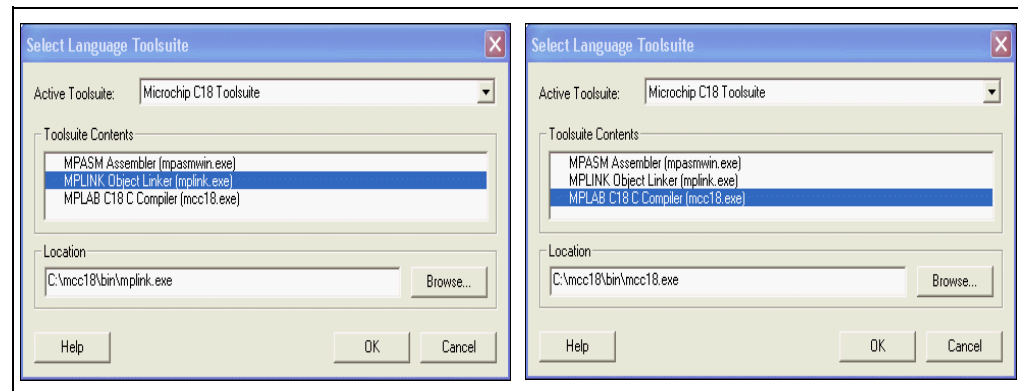 Select Language Toolsuite
Active Toolsuite: Microchip C18 Toolsuite
Toolsuite Contents
MPASM Assembler (mpasmwin.exe)
MPLINK Object Linker (mplink.exe)
MPLAB C18 C Compiler (mcc18.exe)
Location
C:\mcc18\bin\mplink.exe Browse...
Help OK Cancel
Select Language Toolsuite
Active Toolsuite: Microchip C18 Toolsuite
Toolsuite Contents
MPASM Assembler (mpasmwin.exe)
MPLINK Object Linker (mplink.exe)
MPLAB C18 C Compiler (mcc18.exe)
Location
C:\mcc18\bin\mcc18.exe Browse...
Help OK Cancel